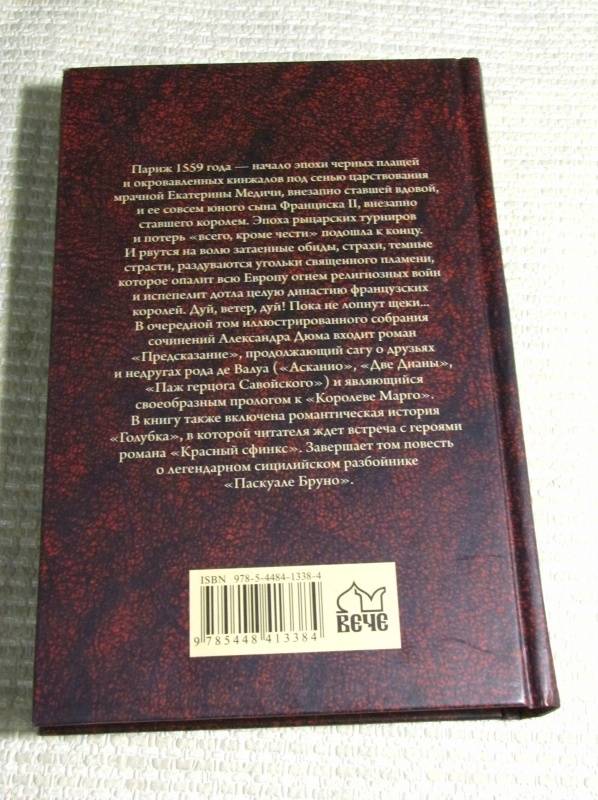 Париж 1559 года — начало эпохи черных плащей
и окровавленных кинжалов под сенью царствования
мрачной Екатерины Медичи, внезапно ставшей вдовой,
и ее совсем юного сына Франциска II, внезапно
ставшего королем. Эпоха рыцарских турниров
и потерь «всего, кроме чести» подошла к концу.
И рвутся на волю затаенные обиды, страхи, темные
страсти, раздуваются угольки священного пламени,
которое опалит всю Европу огнем религиозных войн
и испепелит дотла целую династию французских
королей. Дуй, ветер, дуй! Пока не лопнут щеки...
В очередной том иллюстрированного собрания
сочинений Александра Дюма входит роман
«Предсказание», продолжающий сагу о друзьях
и недругах рода де Валуа («Асканио», «Две Дианы»,
«Паж герцога Савойского») и являющийся
своеобразным прологом к «Королеве Марго».
В книгу также включена романтическая история
«Голубка», в которой читателя ждет встреча с героями
романа «Красный сфинкс». Завершает том повесть
о легендарном сицилийском разбойнике
«Паскуале Бруно».
ISBN 978-5-4484-1338-4
9 785448 413384
ВЕЧЕ